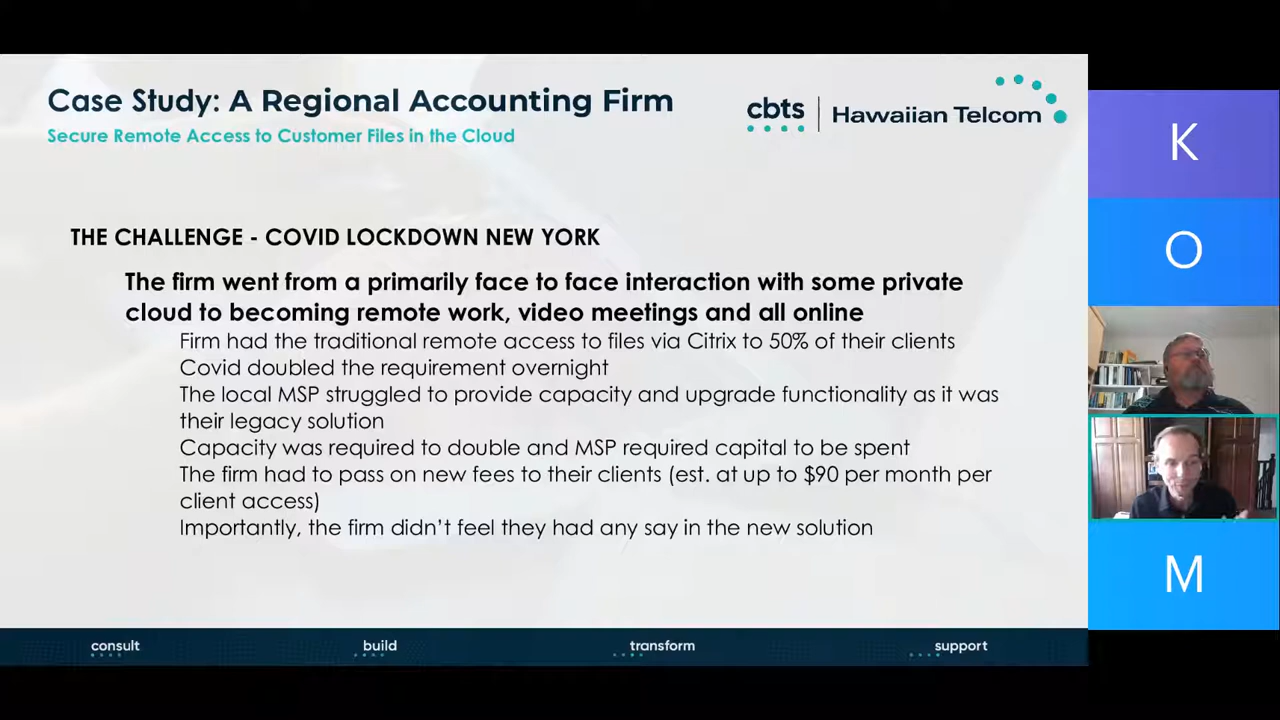 Case Study: A Regional Accounting Firm
Secure Remote Access to Customer Files in the Cloud
cbts | Hawaiian Telcom
THE CHALLENGE - COVID LOCKDOWN NEW YORK
The firm went from a primarily face to face interaction with some private
cloud to becoming remote work, video meetings and all online
Firm had the traditional remote access to files via Citrix to 50% of their clients
Covid doubled the requirement overnight
The local MSP struggled to provide capacity and upgrade functionality as it was
their legacy solution
Capacity was required to double and MSP required capital to be spent
The firm had to pass on new fees to their clients (est. at up to $90 per month per
client access)
Importantly, the firm didn’t feel they had any say in the new solution
consult build transform support
K
O
M